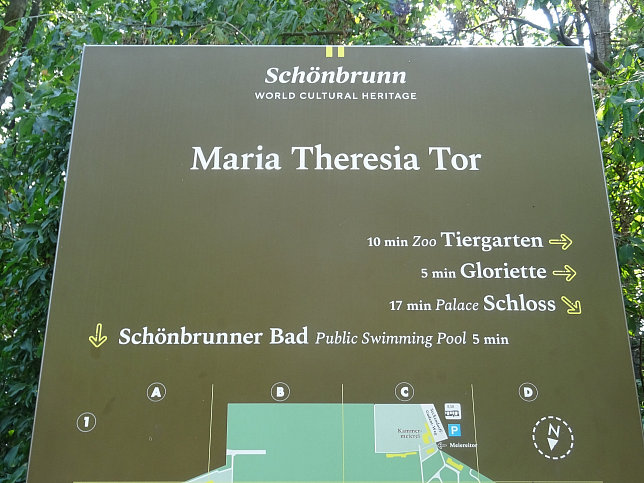 Schönbrunn
WORLD CULTURAL HERITAGE
Maria Theresia Tor
10 min Zoo Tiergarten
5 min Gloriette
17 min Palace Schloss
Schönbrunner Bad Public Swimming Pool 5 min
A B C D
1
P
Kammer-
meierei
Meiereitor
N